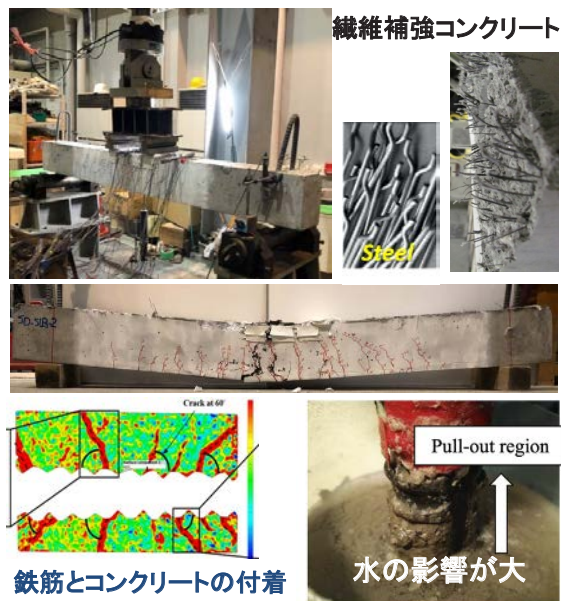 繊維補強コンクリート
Steel
SD-SLB-2
Crack at 60°
Pull-out region
鉄筋とコンクリートの付着
水の影響が大